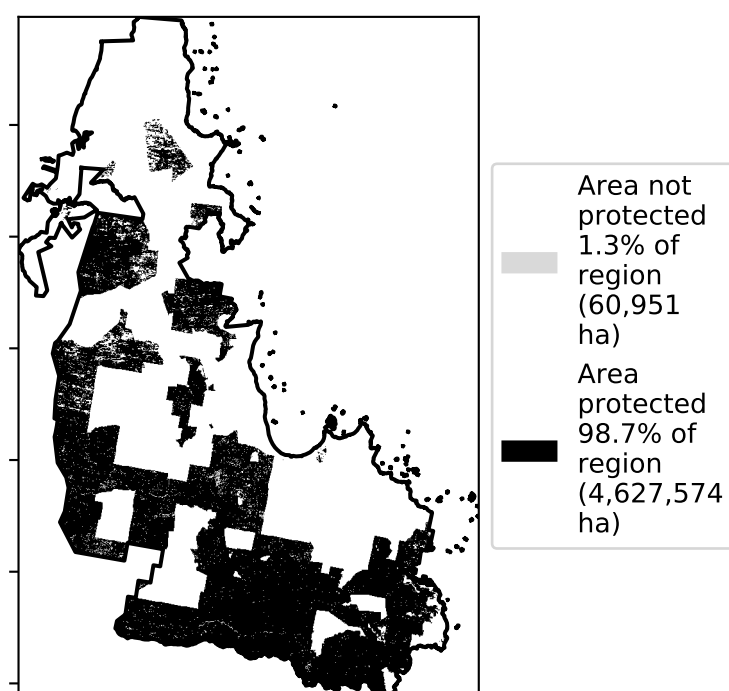 Area not
protected
1.3% of
region
(60,951
ha)
Area
protected
98.7% of
region
(4,627,574
ha)